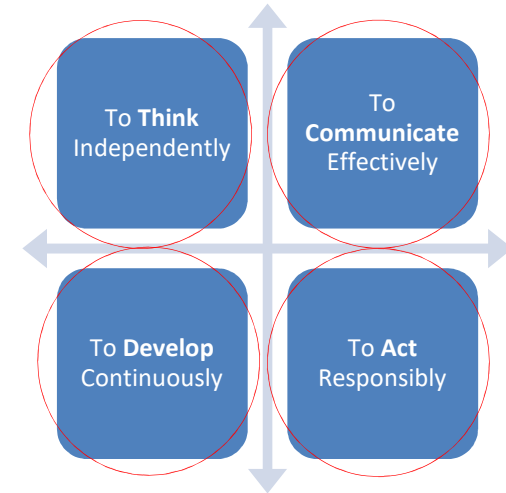 To Think
Independently
To
Communicate
Effectively
To Develop
Continuously
To Act
Responsibly